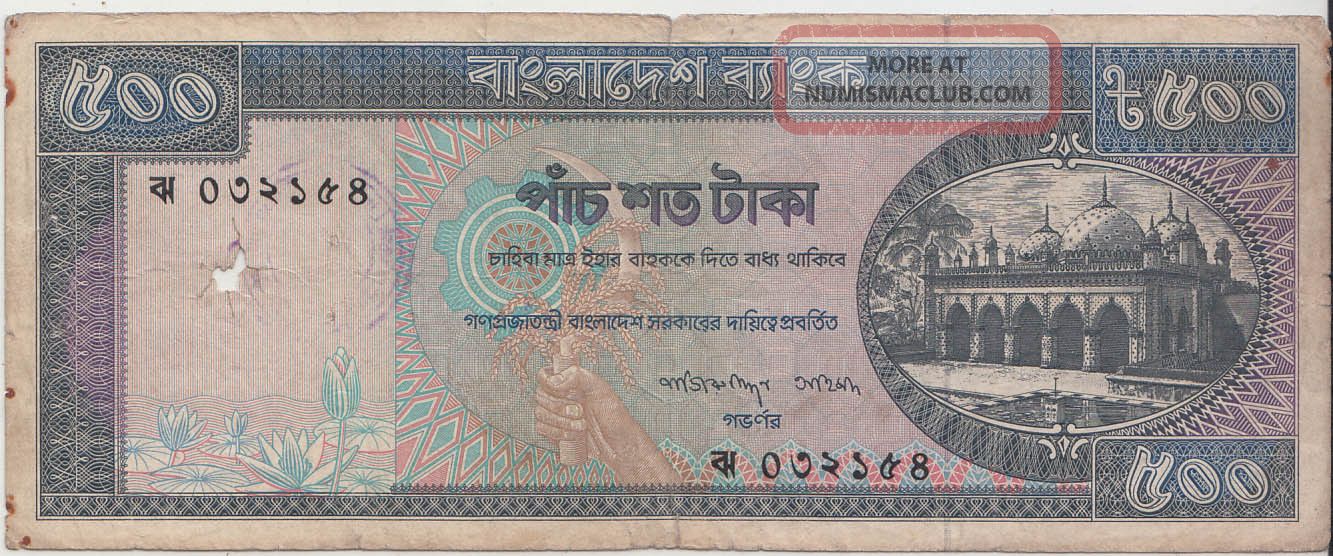 ৫০০ বাংলাদেশ ব্যাংক ৳৫০০
MORE AT
NUMISMACLUB.COM
ঝ ০৩২১৫৪
পাঁচ শত টাকা
চাহিবা মাত্র ইহার বাহককে দিতে বাধ্য থাকিবে
গণপ্রজাতন্ত্রী বাংলাদেশ সরকারের দায়িত্বে প্রবর্তিত
গভর্ণর
ঝ ০৩২১৫৪
৫০০